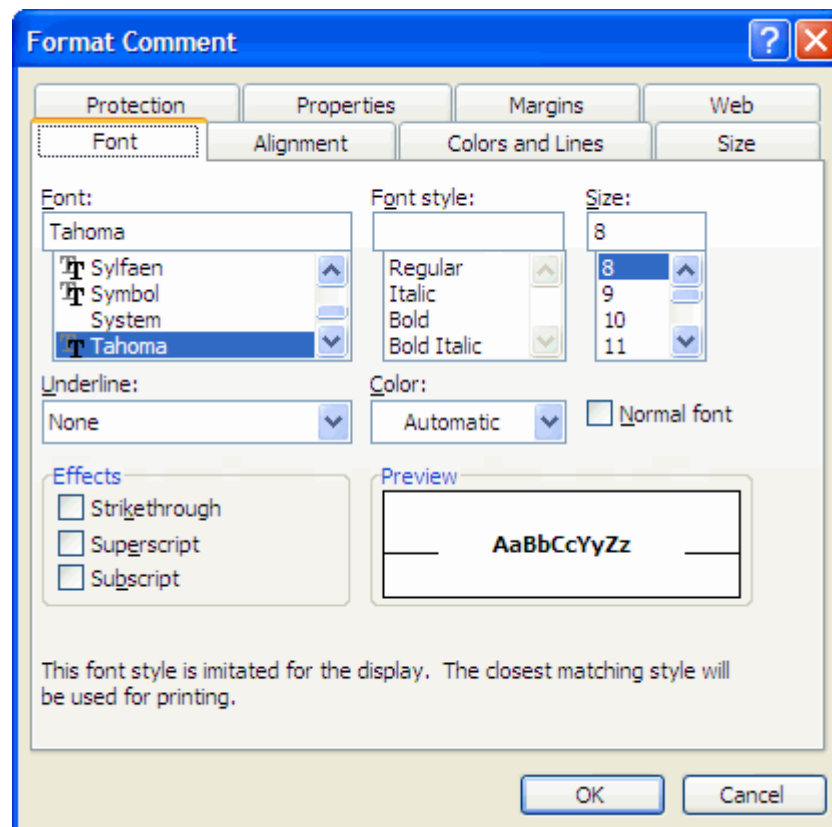 Format Comment
Protection Properties Margins Web
Font Alignment Colors and Lines Size
Font: Font style: Size:
Tahoma 8
Sylfaen Regular 8
Symbol Italic 9
System Bold 10
Tahoma Bold Italic 11
Underline: Color:
None Automatic Normal font
Effects Preview
Strikethrough
Superscript AaBbCcYyZz
Subscript
This font style is imitated for the display. The closest matching style will
be used for printing.
OK Cancel